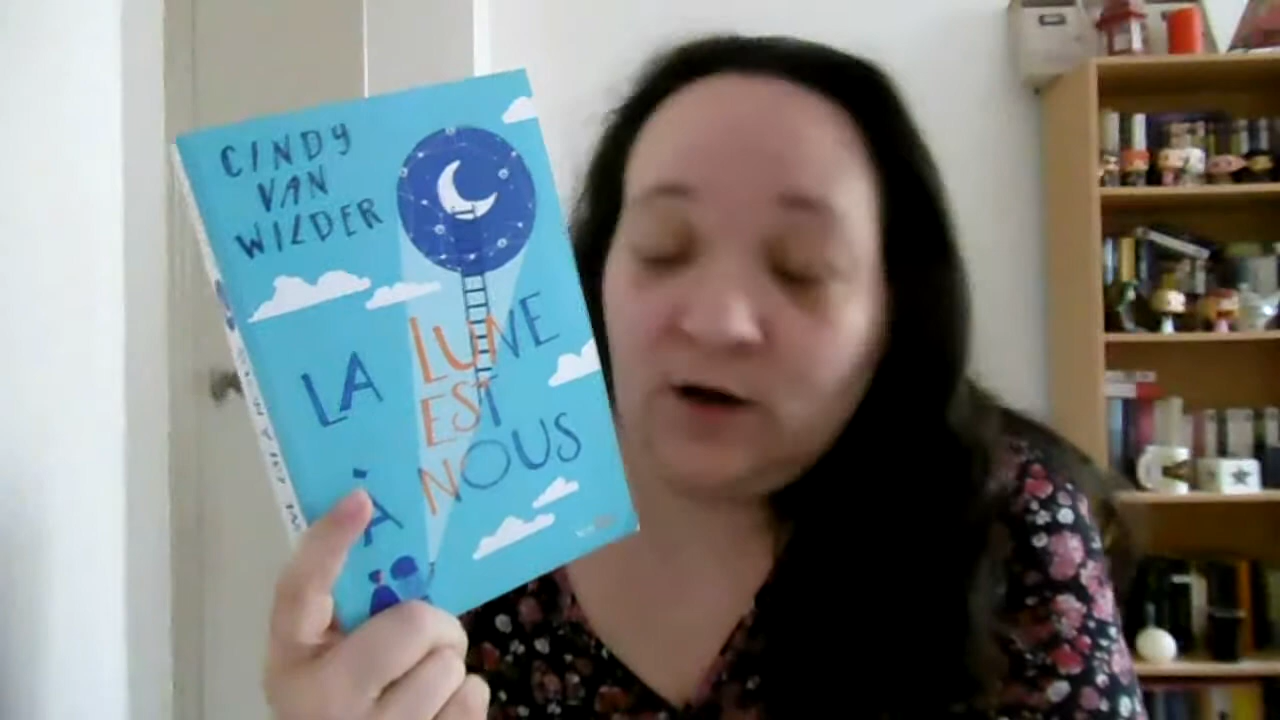 CINDY
VAN
WILDER
LA LUNE
EST
À NOUS